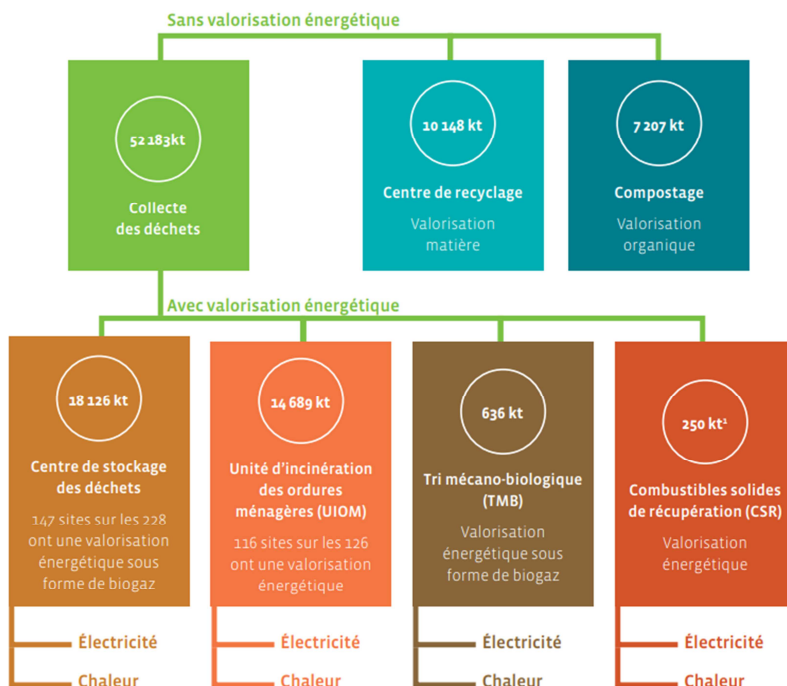 Sans valorisation énergétique
52 183kt
Collecte
des déchets
10 148 kt
Centre de recyclage
Valorisation
matière
7 207 kt
Compostage
Valorisation
organique
Avec valorisation énergétique
18 126 kt
Centre de stockage
des déchets
147 sites sur les 228
ont une valorisation
énergétique sous
forme de biogaz
Électricité
Chaleur
14 689 kt
Unité d'incinération
des ordures
ménagères (UIOM)
116 sites sur les 126
ont une valorisation
énergétique
Électricité
Chaleur
636 kt
Tri mécano-biologique
(TMB)
Valorisation
énergétique sous
forme de biogaz
Électricité
Chaleur
250 kt¹
Combustibles solides
de récupération (CSR)
Valorisation
énergétique
Électricité
Chaleur